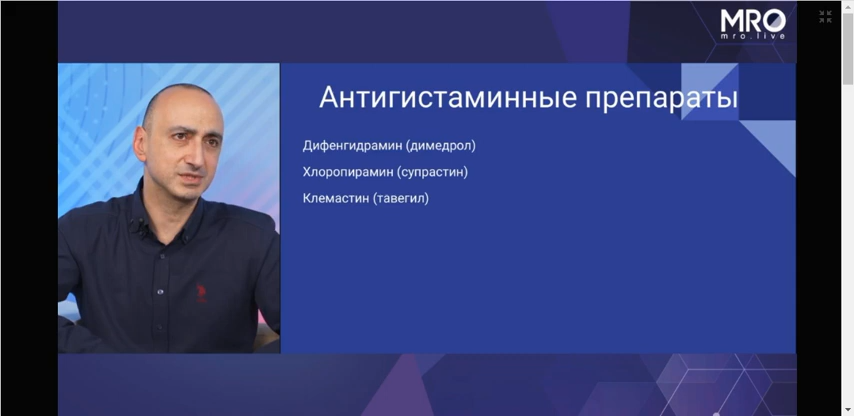 MRO
mro.live
Антигистаминные препараты
Дифенгидрамин (димедрол)
Хлоропирамин (супрастин)
Клемастин (тавегил)